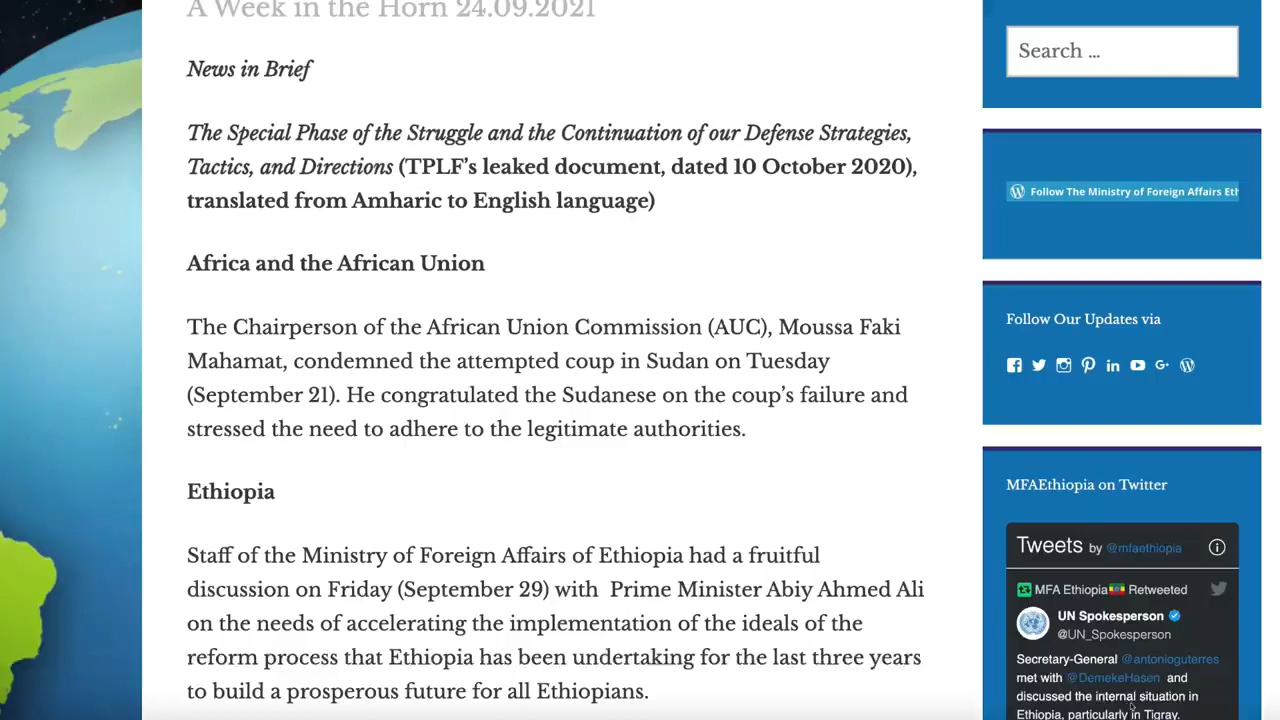 A Week in the Horn 24.09.2021
News in Brief
The Special Phase of the Struggle and the Continuation of our Defense Strategies,
Tactics, and Directions (TPLF's leaked document, dated 10 October 2020),
translated from Amharic to English language)
Africa and the African Union
The Chairperson of the African Union Commission (AUC), Moussa Faki
Mahamat, condemned the attempted coup in Sudan on Tuesday
(September 21). He congratulated the Sudanese on the coup's failure and
stressed the need to adhere to the legitimate authorities.
Ethiopia
Staff of the Ministry of Foreign Affairs of Ethiopia had a fruitful
discussion on Friday (September 29) with Prime Minister Abiy Ahmed Ali
on the needs of accelerating the implementation of the ideals of the
reform process that Ethiopia has been undertaking for the last three years
to build a prosperous future for all Ethiopians.
Search ...
Follow The Ministry of Foreign Affairs Eth
Follow Our Updates via
MFAEthiopia on Twitter
Tweets by @mfaethiopia
MFA Ethiopia Retweeted
UN Spokesperson
@UN_Spokesperson
Secretary-General @antonioguterres
met with @DemekeHasen and
discussed the internal situation in
Ethiopia, particularly in Tigray.